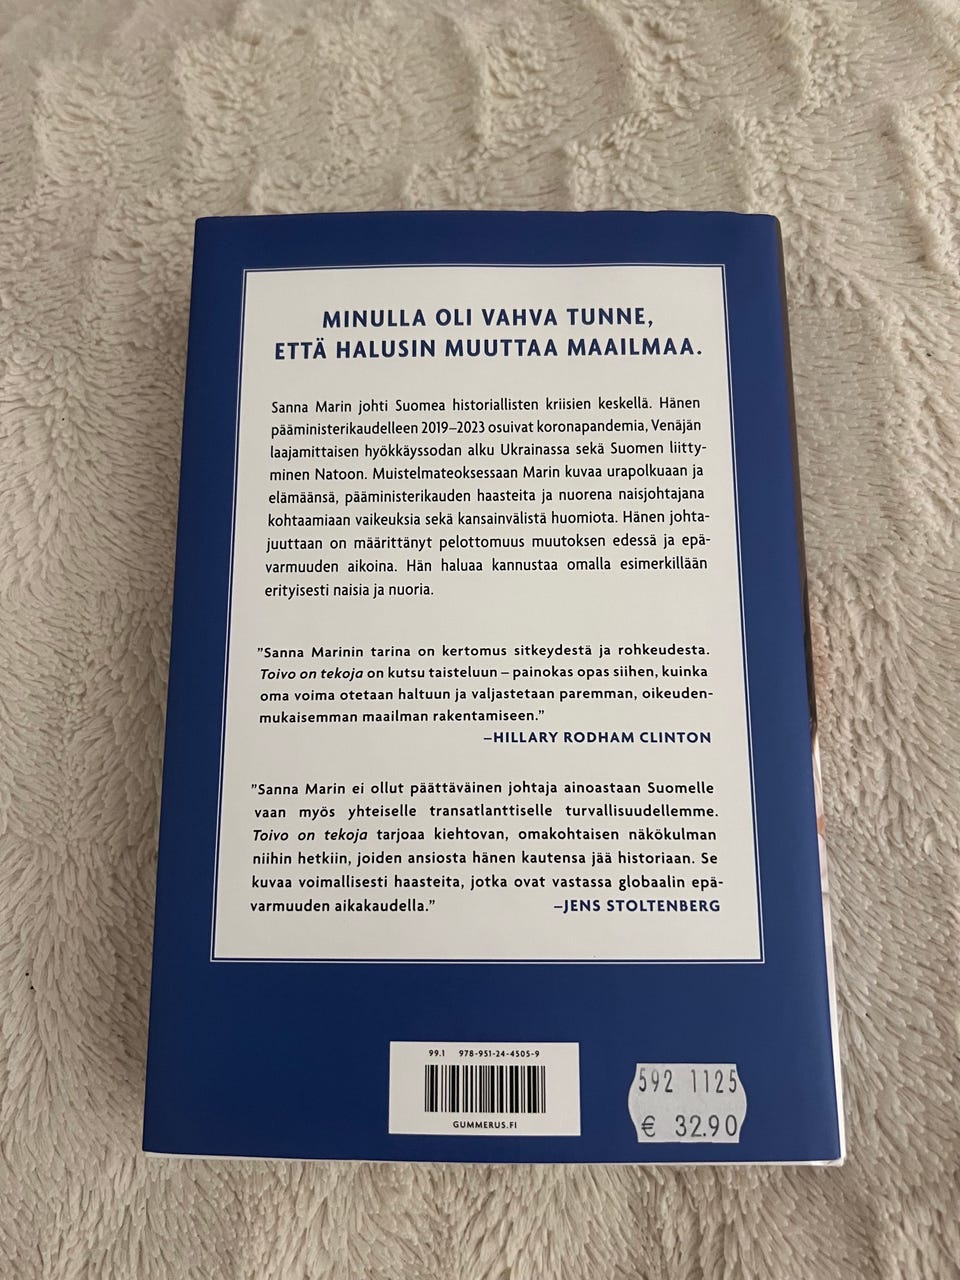 MINULLA OLI VAHVA TUNNE,
ETTÄ HALUSIN MUUTTAA MAAILMAA.
Sanna Marin johti Suomea historiallisten kriisien keskellä. Hänen
pääministerikaudelleen 2019–2023 osuivat koronapandemia, Venäjän
laajamittaisen hyökkäyssodan alku Ukrainassa sekä Suomen liitty-
minen Natoon. Muistelmateoksessaan Marin kuvaa urapolkuaan ja
elämäänsä, pääministerikauden haasteita ja nuorena naisjohtajana
kohtaamiaan vaikeuksia sekä kansainvälistä huomiota. Hänen johta-
juuttaan on määrittänyt pelottomuus muutoksen edessä ja epä-
varmuuden aikoina. Hän haluaa kannustaa omalla esimerkillään
erityisesti naisia ja nuoria.
”Sanna Marinin tarina on kertomus sitkeydestä ja rohkeudesta.
Toivo on tekoja on kutsu taisteluun – painokas opas siihen, kuinka
oma voima otetaan haltuun ja valjastetaan paremman, oikeuden-
mukaisemman maailman rakentamiseen.”
–HILLARY RODHAM CLINTON
”Sanna Marin ei ollut päättäväinen johtaja ainoastaan Suomelle
vaan myös yhteiselle transatlanttiselle turvallisuudellemme.
Toivo on tekoja tarjoaa kiehtovan, omakohtaisen näkökulman
niihin hetkiin, joiden ansiosta hänen kautensa jää historiaan. Se
kuvaa voimallisesti haasteita, jotka ovat vastassa globaalin epä-
varmuuden aikakaudella.” –JENS STOLTENBERG
99.1 978-951-24-4505-9
GUMMERUS.FI
592 1125
€ 32.90